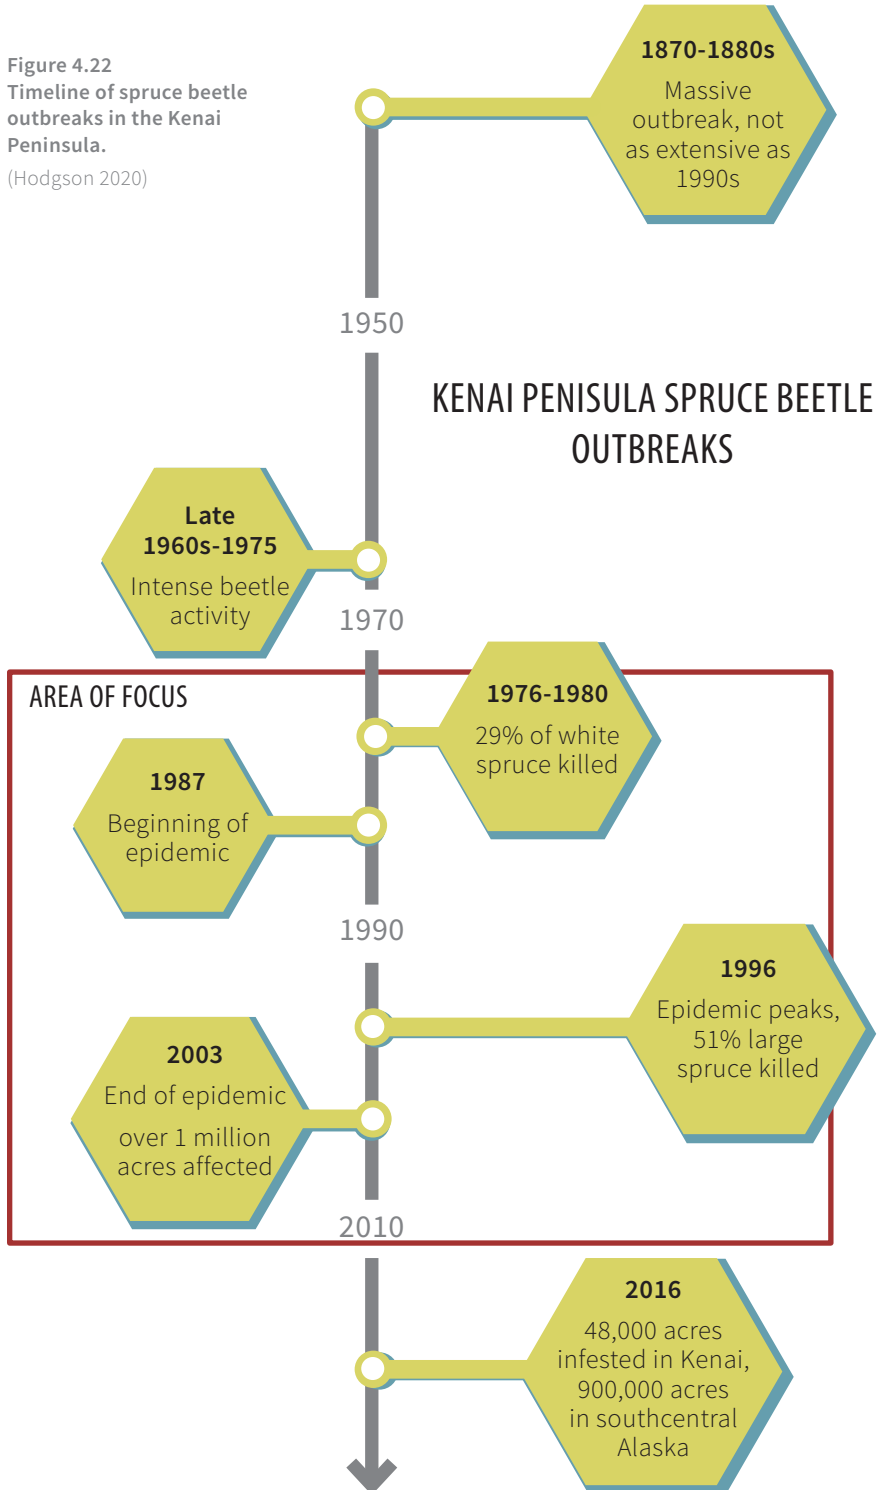 Figure 4.22
Timeline of spruce beetle
outbreaks in the Kenai
Peninsula.
(Hodgson 2020)
1870-1880s
Massive
outbreak, not
as extensive as
1990s
1950
KENAI PENISULA SPRUCE BEETLE
OUTBREAKS
Late
1960s-1975
Intense beetle
activity
1970
AREA OF FOCUS
1976-1980
29% of white
spruce killed
1987
Beginning of
epidemic
1990
1996
Epidemic peaks,
51% large
spruce killed
2003
End of epidemic
over 1 million
acres affected
2010
2016
48,000 acres
infested in Kenai,
900,000 acres
in southcentral
Alaska